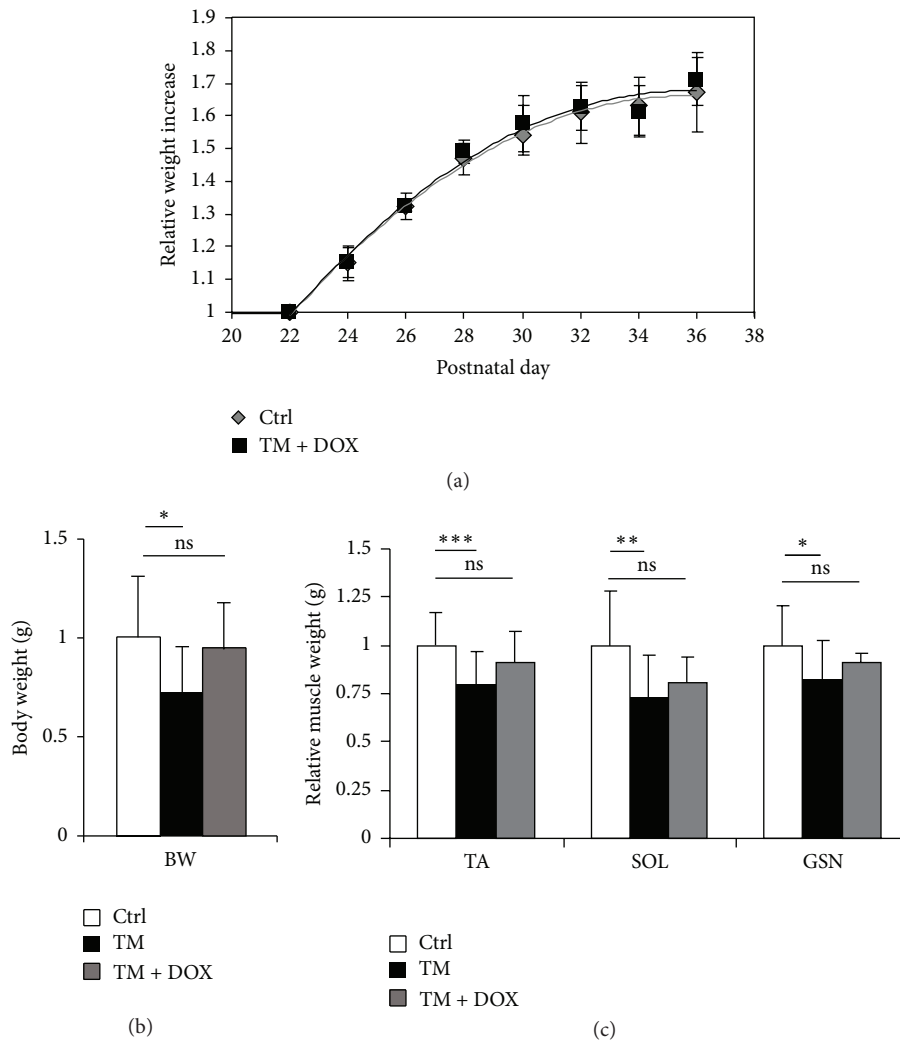 1.9
1.8
1.7
1.6
1.5
1.4
1.3
1.2
1.1
1
Relative weight increase
20 22 24 26 28 30 32 34 36 38
Postnatal day
Ctrl
TM + DOX
(a)
1.5
1
0.5
0
Body weight (g)
*
ns
BW
Ctrl
TM
TM + DOX
(b)
1.5
1.25
1
0.75
0.5
0.25
0
Relative muscle weight (g)
*** ** *
ns ns ns
TA SOL GSN
Ctrl
TM
TM + DOX
(c)